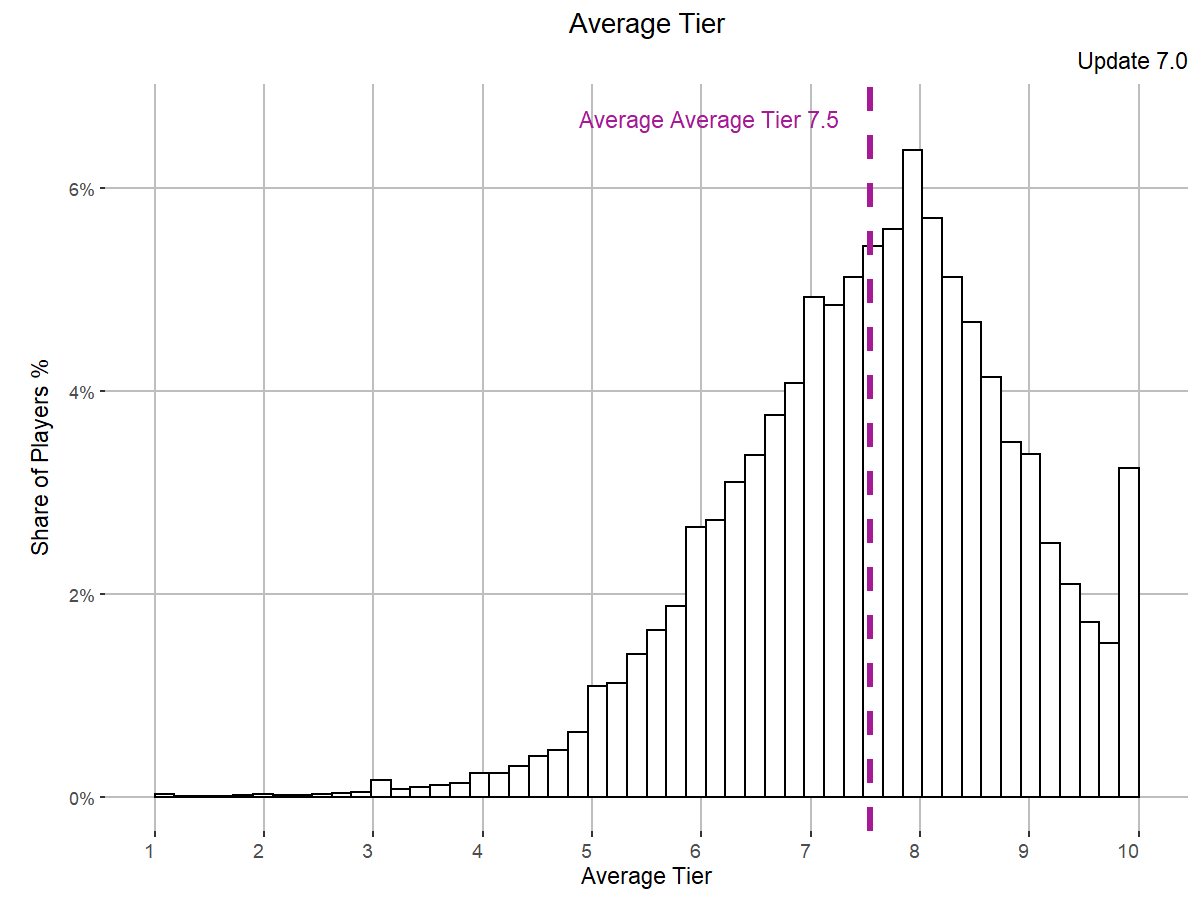 Average Tier
Update 7.0
Average Average Tier 7.5
6%
4%
2%
0%
Share of Players %
1 2 3 4 5 6 7 8 9 10
Average Tier